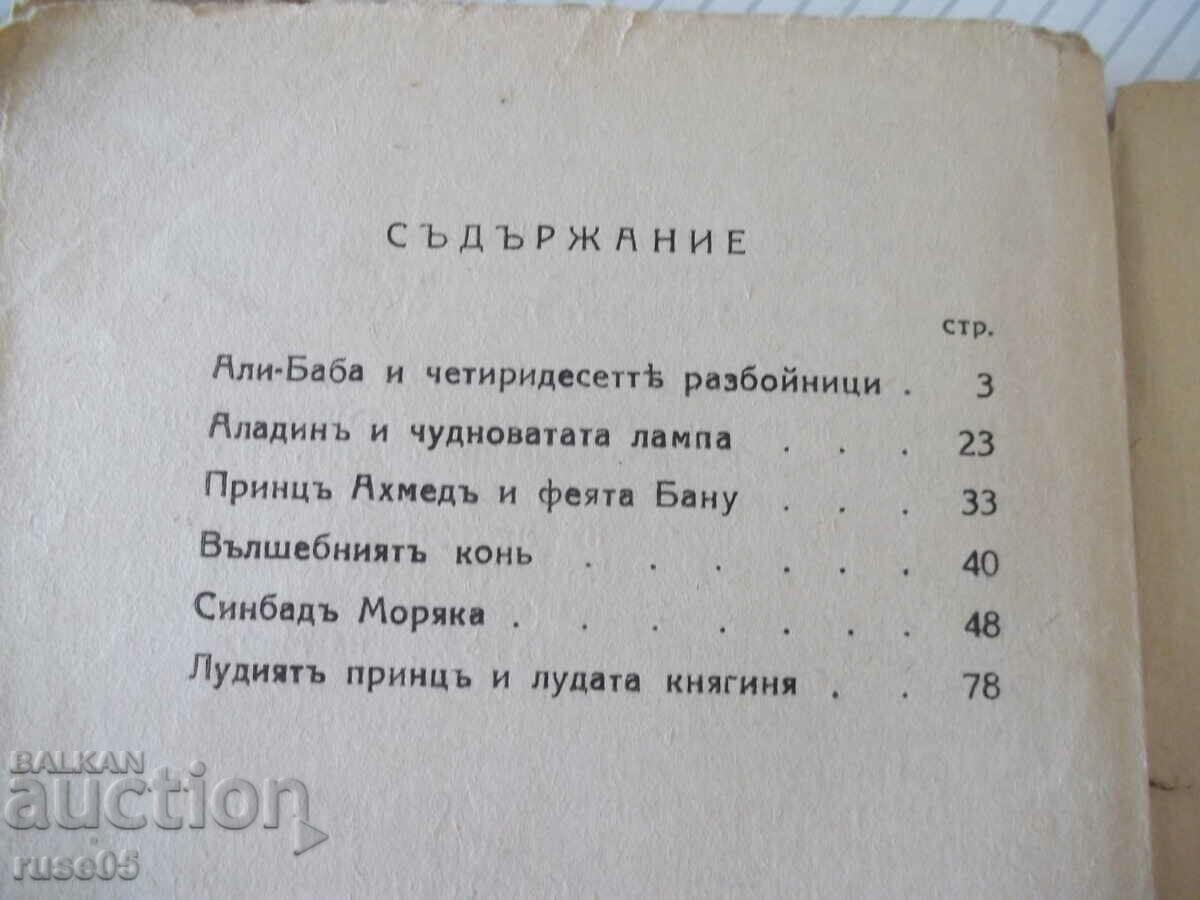 СЪДЪРЖАНИЕ
стр.
Али-Баба и четиридесеттѣ разбойници . 3
Аладинъ и чудноватата лампа . . . 23
Принцъ Ахмедъ и феята Бану . . . 33
Вълшебниятъ конь . . . . . . 40
Синбадъ Моряка . . . . . . . 48
Лудиятъ принцъ и лудата княгиня . . 78
BALKAN
auction
ruse05